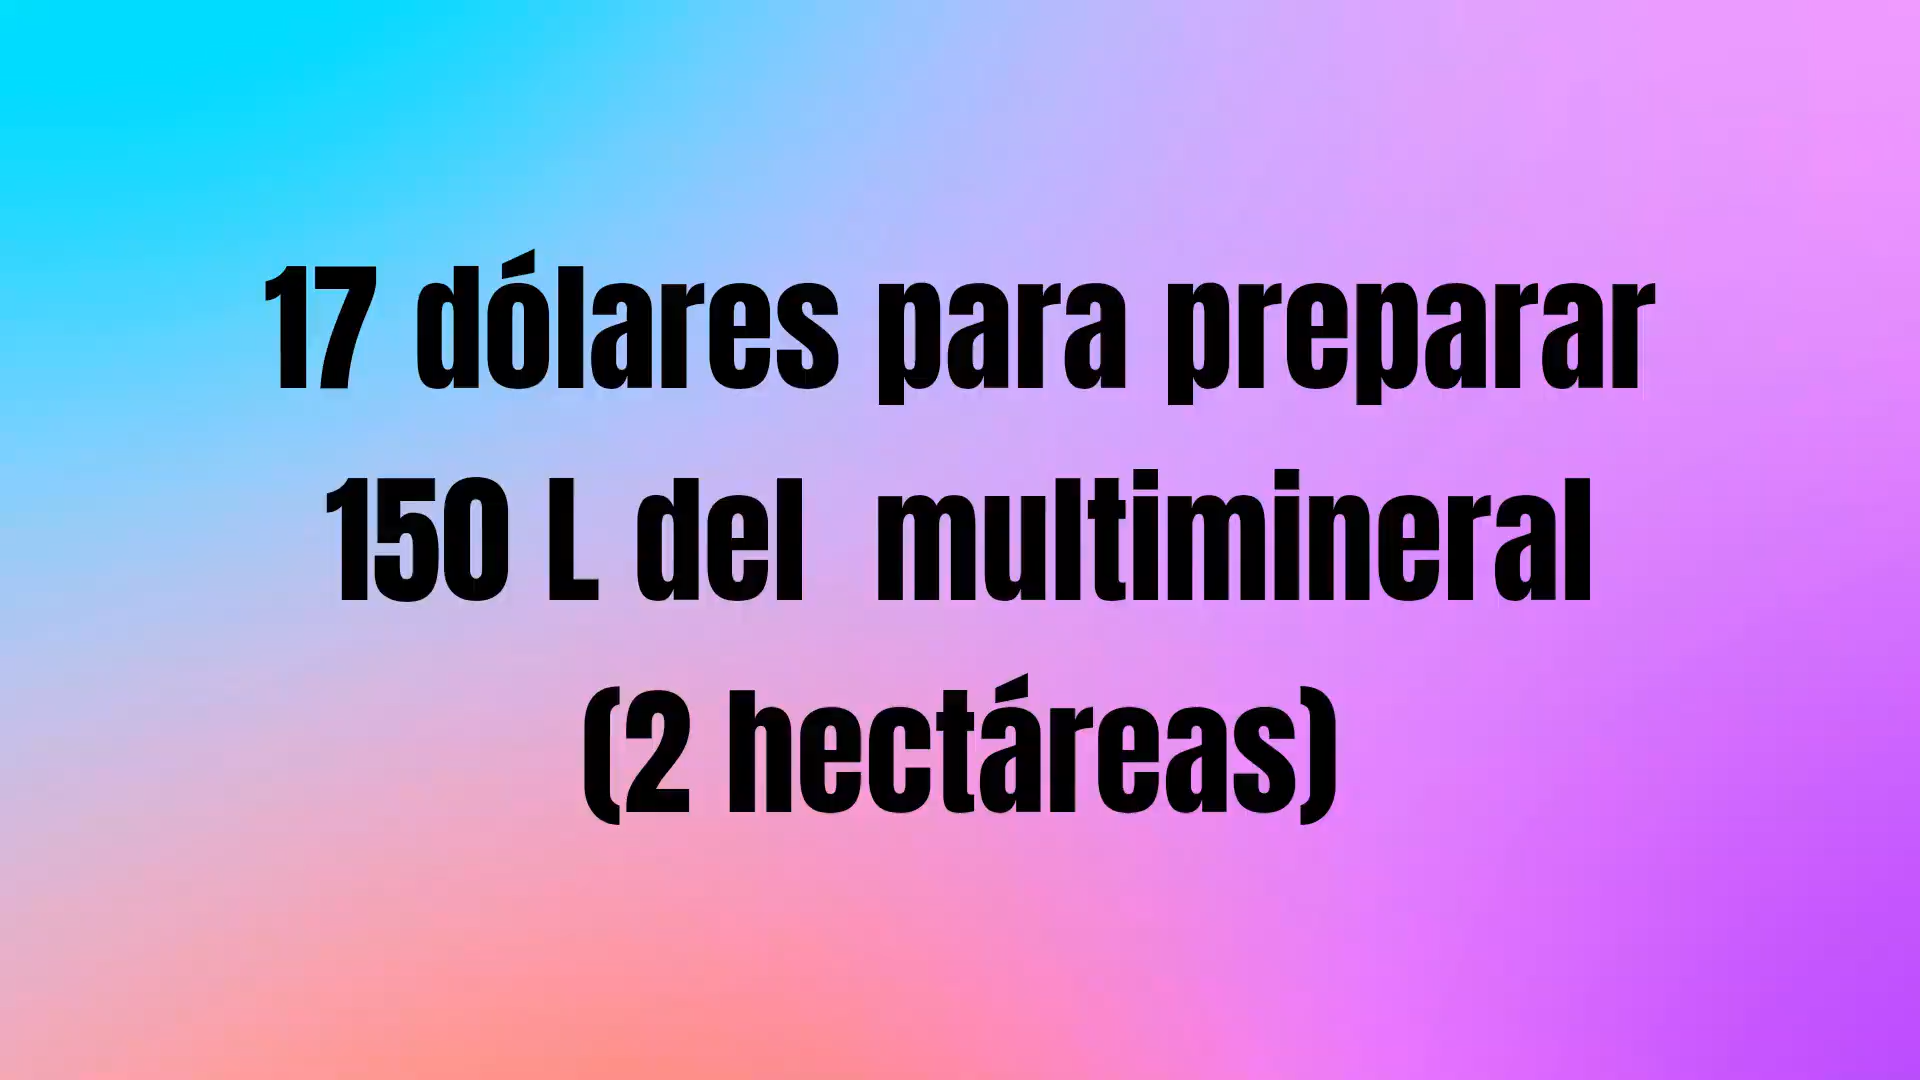 17 dólares para preparar
150 L del  multimineral
(2 hectáreas)